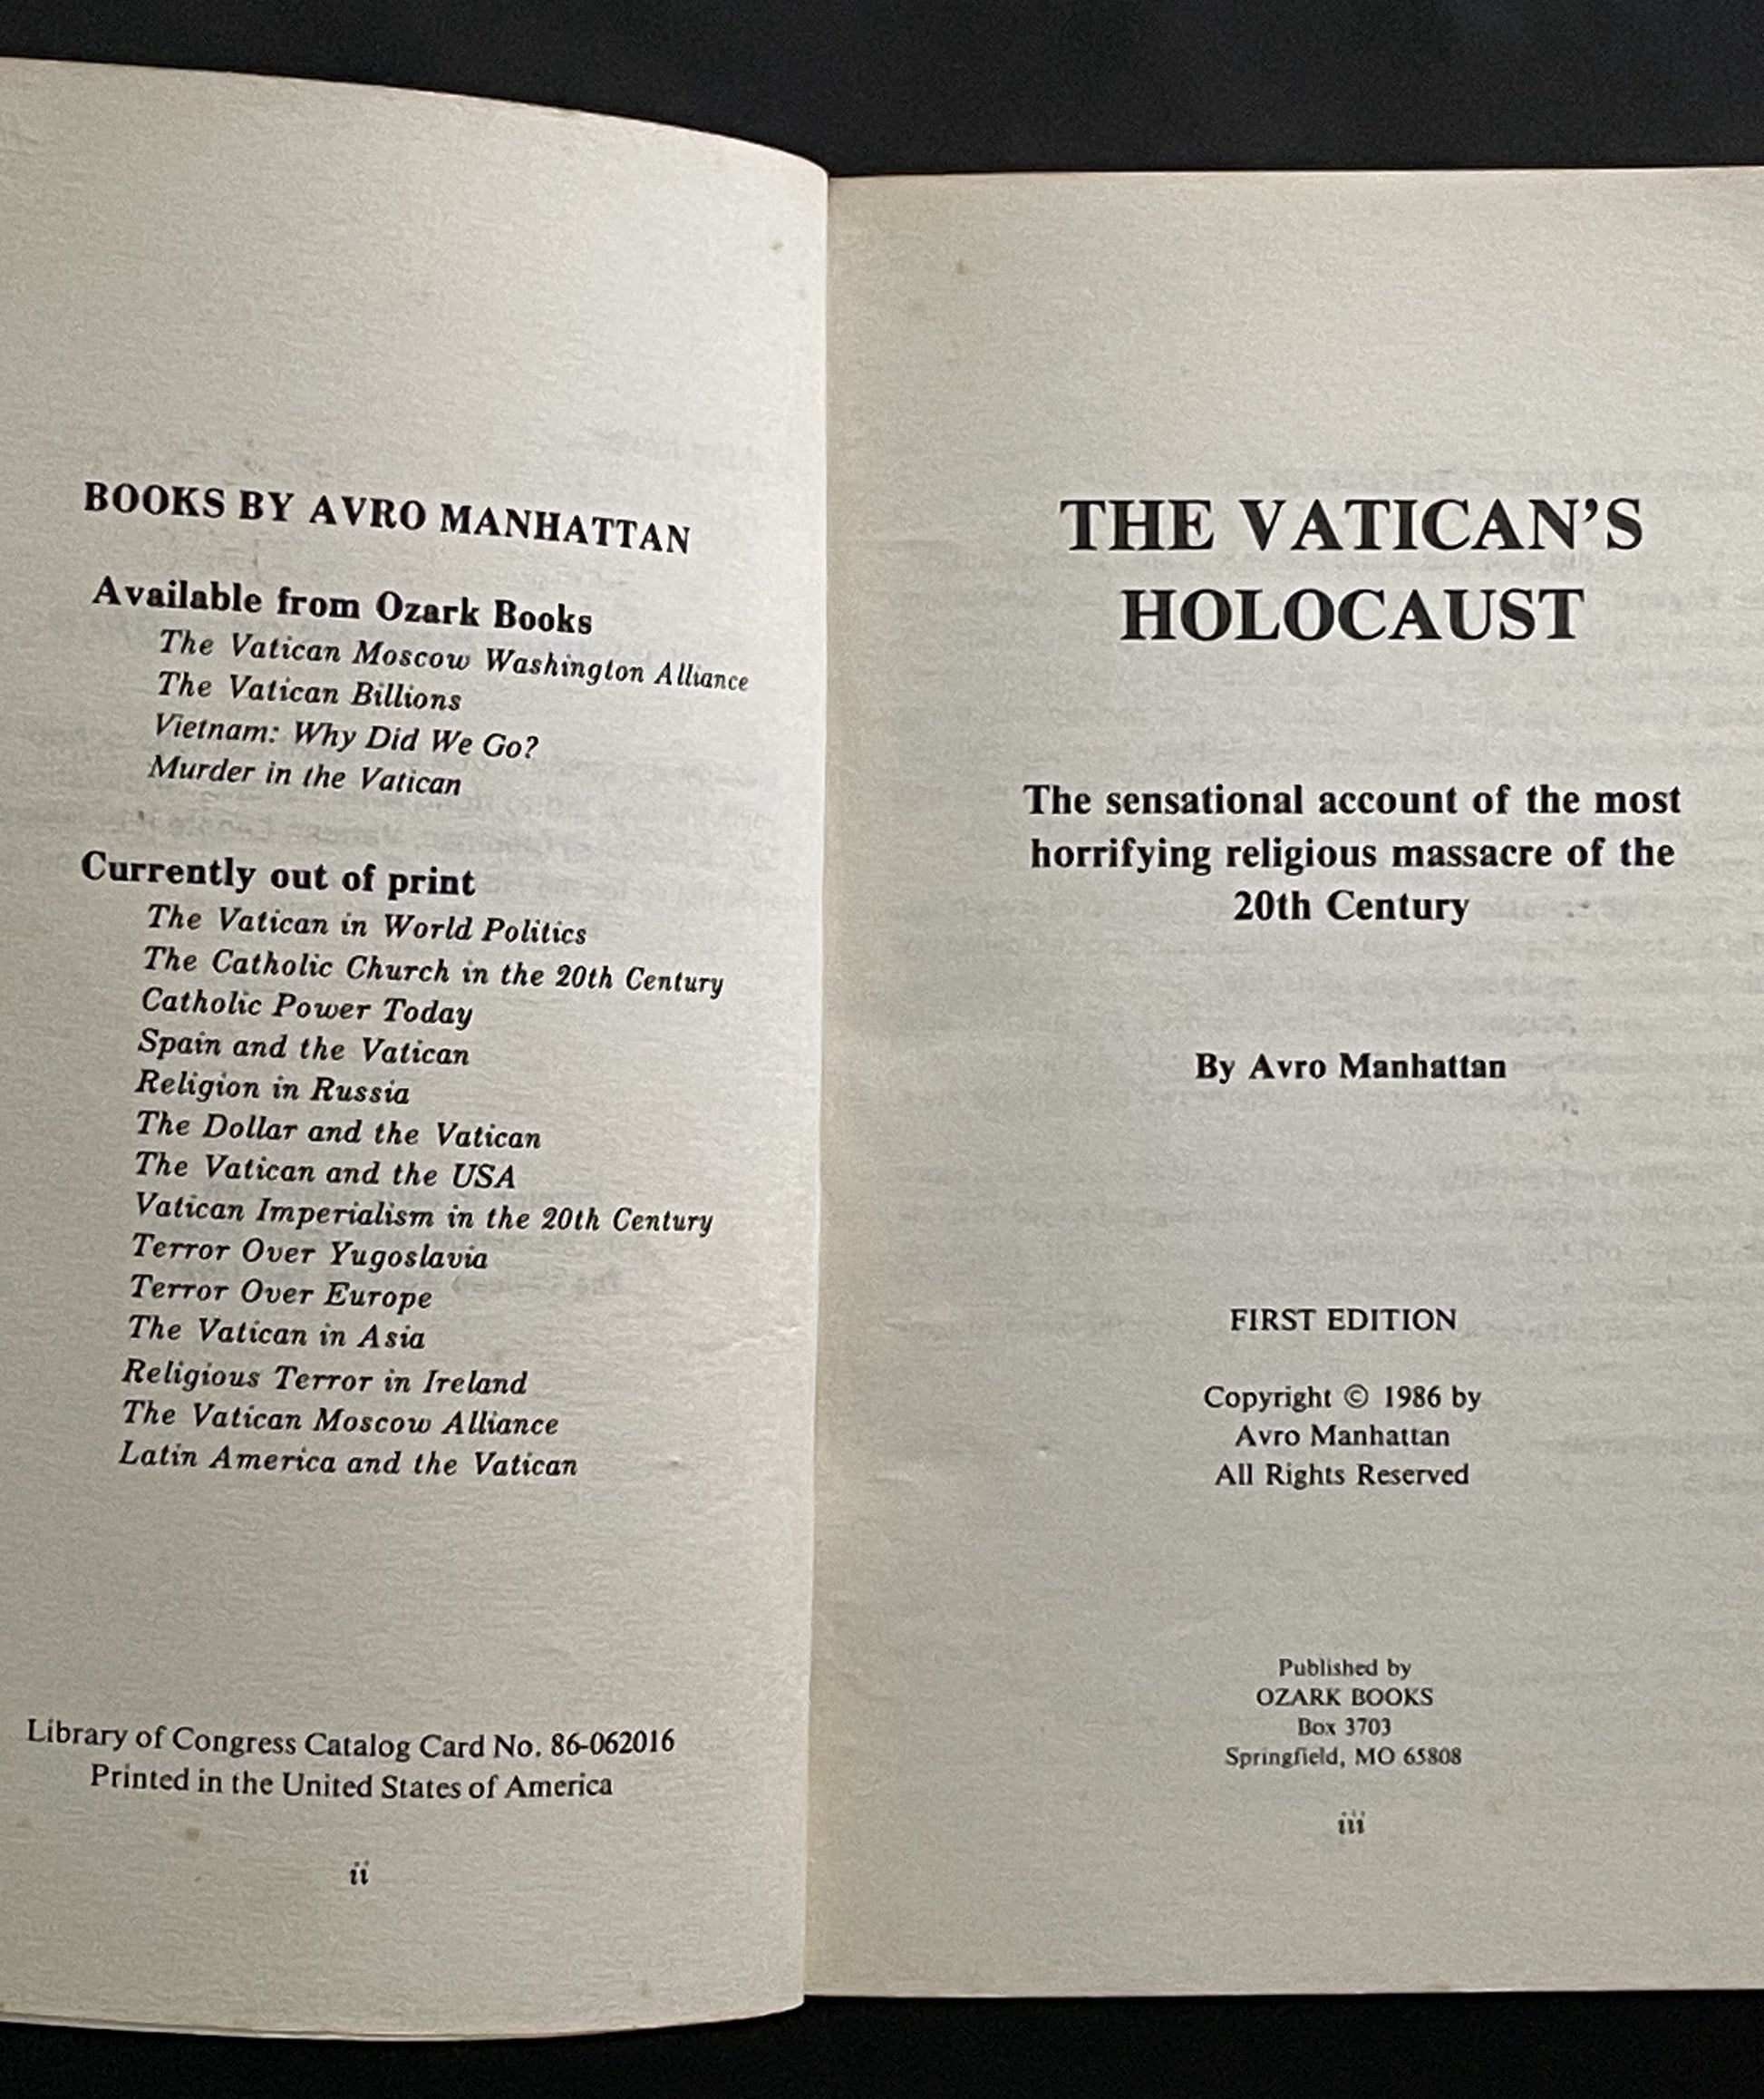 BOOKS BY AVRO MANHATTAN
Available from Ozark Books
The Vatican Moscow Washington Alliance
The Vatican Billions
Vietnam: Why Did We Go?
Murder in the Vatican
Currently out of print
The Vatican in World Politics
The Catholic Church in the 20th Century
Catholic Power Today
Spain and the Vatican
Religion in Russia
The Dollar and the Vatican
The Vatican and the USA
Vatican Imperialism in the 20th Century
Terror Over Yugoslavia
Terror Over Europe
The Vatican in Asia
Religious Terror in Ireland
The Vatican Moscow Alliance
Latin America and the Vatican
Library of Congress Catalog Card No. 86-062016
Printed in the United States of America
ii
THE VATICAN'S
HOLOCAUST
The sensational account of the most
horrifying religious massacre of the
20th Century
By Avro Manhattan
FIRST EDITION
Copyright © 1986 by
Avro Manhattan
All Rights Reserved
Published by
OZARK BOOKS
Box 3703
Springfield, MO 65808
iii